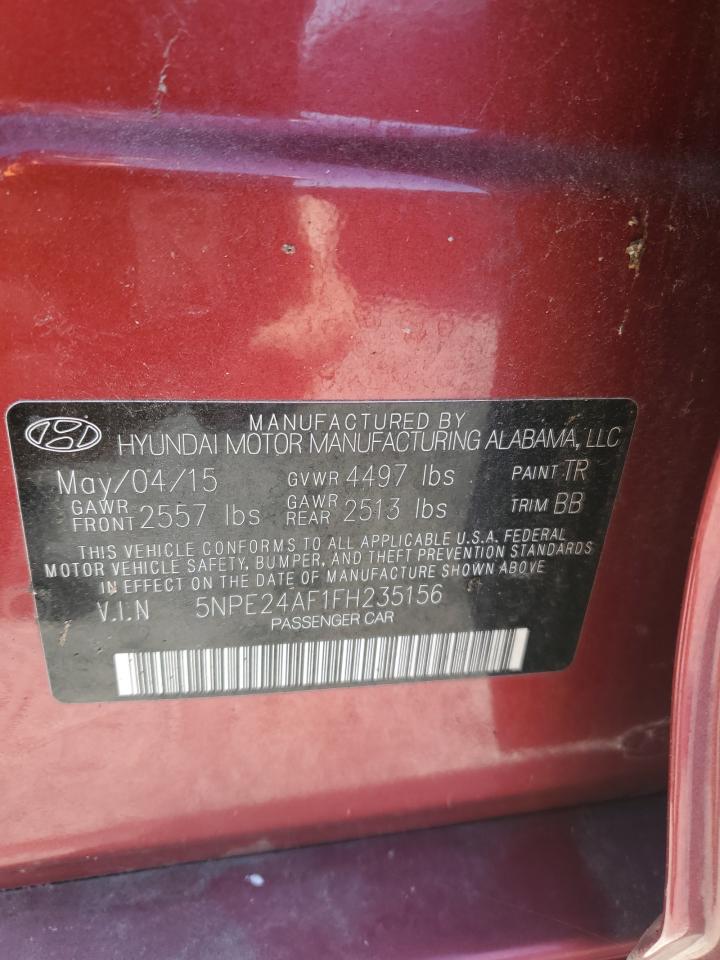 MANUFACTURED BY
HYUNDAI MOTOR MANUFACTURING ALABAMA, LLC
May/04/15 GVWR 4497 lbs PAINT TR
GAWR FRONT 2557 lbs GAWR REAR 2513 lbs TRIM BB
THIS VEHICLE CONFORMS TO ALL APPLICABLE U.S.A. FEDERAL
MOTOR VEHICLE SAFETY, BUMPER, AND THEFT PREVENTION STANDARDS
IN EFFECT ON THE DATE OF MANUFACTURE SHOWN ABOVE
V.I.N 5NPE24AF1FH235156
PASSENGER CAR